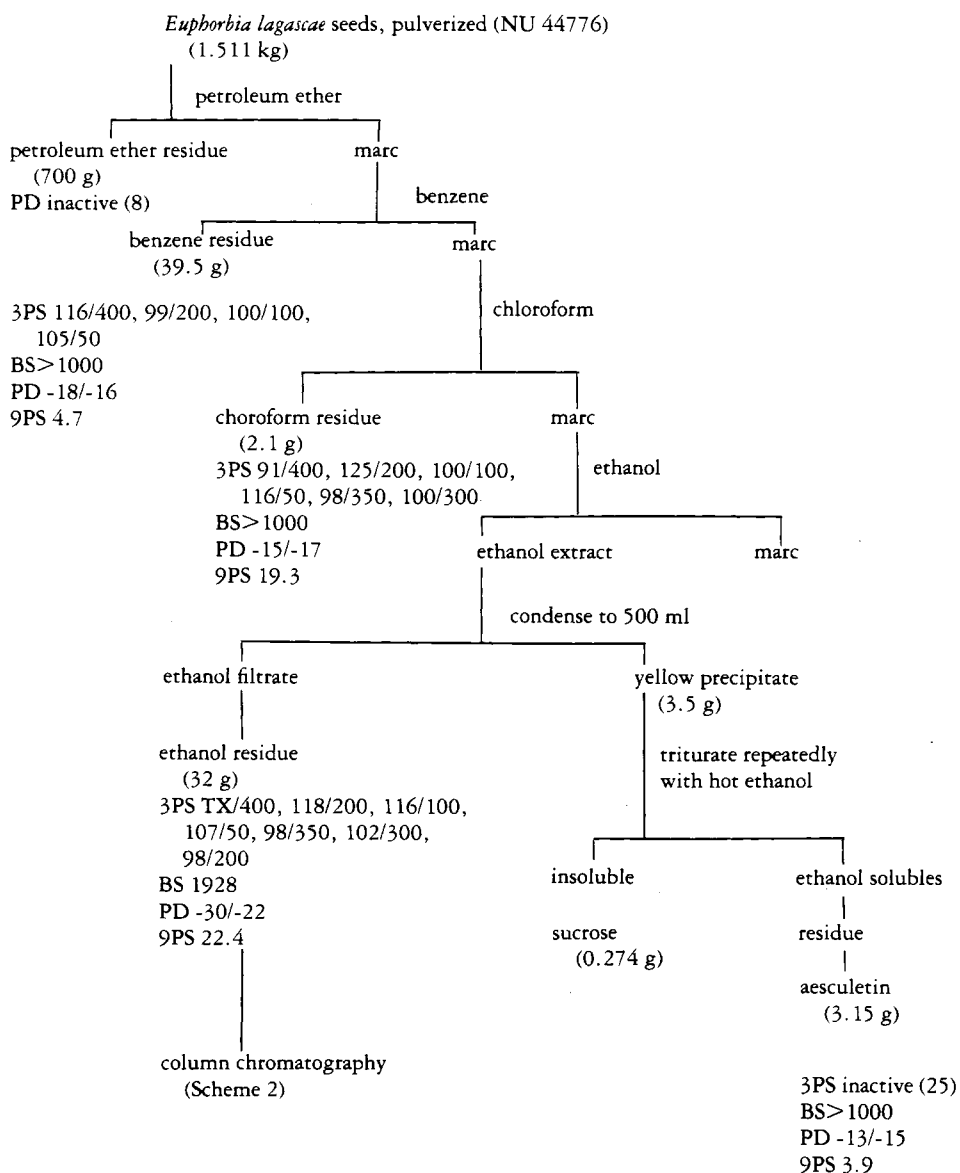 Euphorbia lagascae seeds, pulverized (NU 44776)
(1.511 kg)
petroleum ether
petroleum ether residue
(700 g)
PD inactive (8)
marc
benzene
benzene residue
(39.5 g)
marc
3PS 116/400, 99/200, 100/100,
105/50
BS>1000
PD -18/-16
9PS 4.7
chloroform
choroform residue
(2.1 g)
3PS 91/400, 125/200, 100/100,
116/50, 98/350, 100/300
BS>1000
PD -15/-17
9PS 19.3
marc
ethanol
ethanol extract
marc
condense to 500 ml
ethanol filtrate
yellow precipitate
(3.5 g)
ethanol residue
(32 g)
3PS TX/400, 118/200, 116/100,
107/50, 98/350, 102/300,
98/200
BS 1928
PD -30/-22
9PS 22.4
triturate repeatedly
with hot ethanol
insoluble
ethanol solubles
sucrose
(0.274 g)
residue
aesculetin
(3.15 g)
column chromatography
(Scheme 2)
3PS inactive (25)
BS>1000
PD -13/-15
9PS 3.9